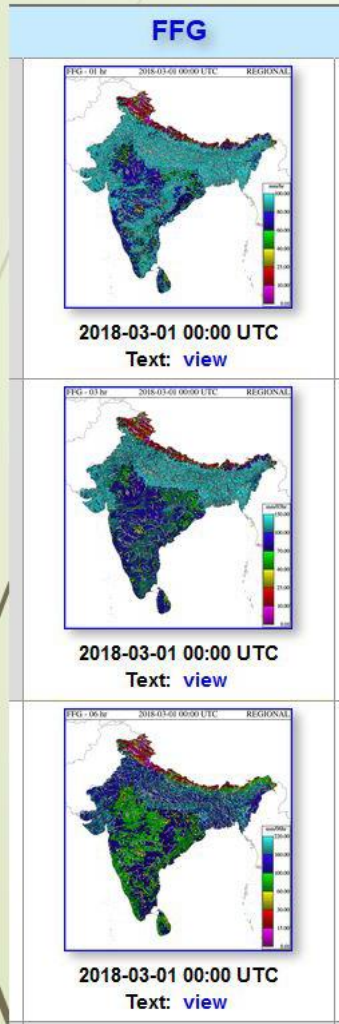 FFG
FFG - 01 hr 2018-03-01 00:00 UTC REGIONAL
2018-03-01 00:00 UTC
Text: view
FFG - 03 hr 2018-03-01 00:00 UTC REGIONAL
2018-03-01 00:00 UTC
Text: view
FFG - 06 hr 2018-03-01 00:00 UTC REGIONAL
2018-03-01 00:00 UTC
Text: view